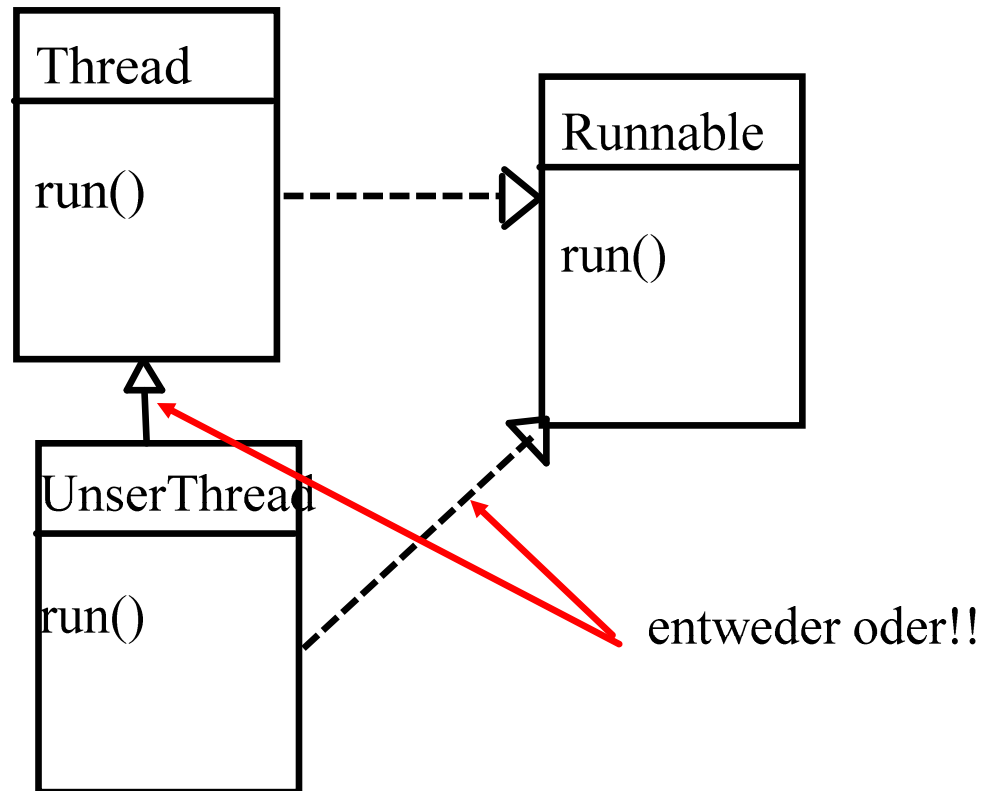 Thread
run()
Runnable
run()
UnserThread
run()
entweder oder!!